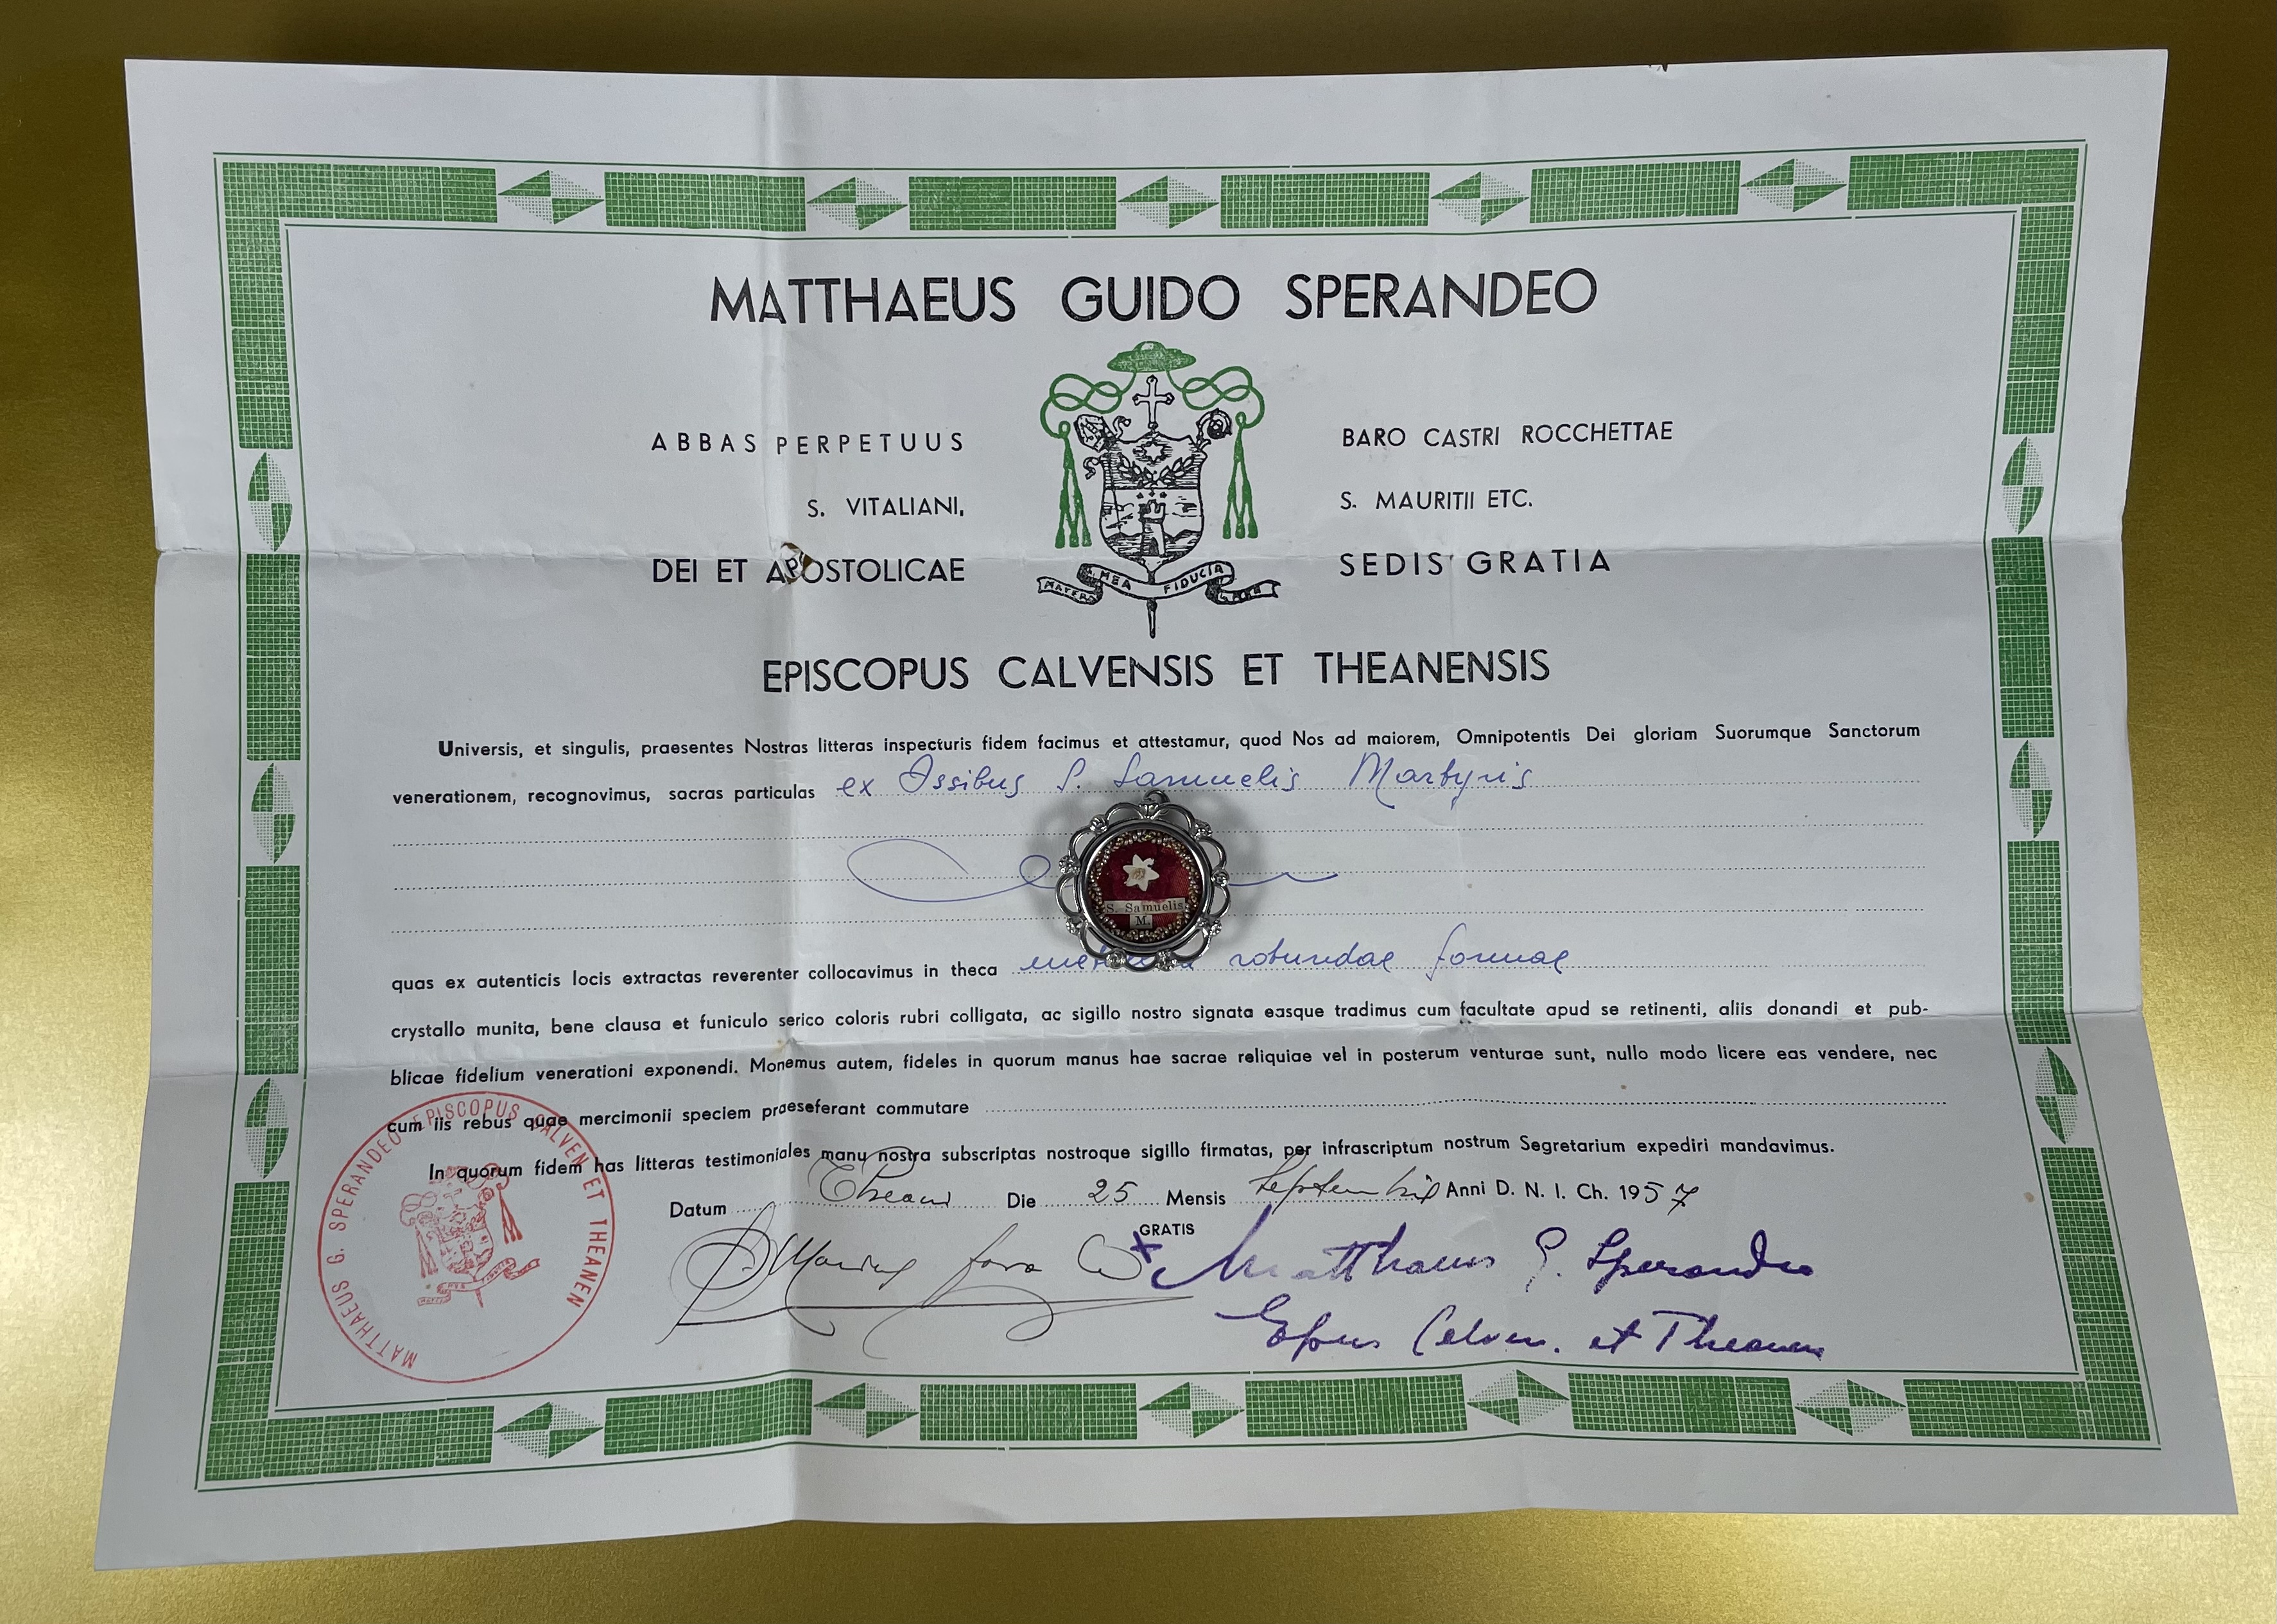 MATTHAEUS GUIDO SPERANDEO
ABBAS PERPETUUS BARO CASTRI ROCCHETTAE
S. VITALIANI, S. MAURITII ETC.
DEI ET APOSTOLICAE SEDIS GRATIA
MATER MEA FIDUCIA
EPISCOPUS CALVENSIS ET THEANENSIS
Universis, et singulis, praesentes Nostras litteras inspecturis fidem facimus et attestamur, quod Nos ad maiorem, Omnipotentis Dei gloriam Suorumque Sanctorum
venerationem, recognovimus, sacras particulas ex Ossibus S. Samuelis Martyris
S. Samuelis
M
quas ex autenticis locis extractas reverenter collocavimus in theca rotundae formae
crystallo munita, bene clausa et funiculo serico coloris rubri colligata, ac sigillo nostro signata easque tradimus cum facultate apud se retinenti, aliis donandi et pub-
blicae fidelium venerationi exponendi. Monemus autem, fideles in quorum manus hae sacrae reliquiae vel in posterum venturae sunt, nullo modo licere eas vendere, nec
cum iis rebus quae mercimonii speciem praeseferant commutare
In quorum fidem has litteras testimoniales manu nostra subscriptas nostroque sigillo firmatas, per infrascriptum nostrum Segretarium expediri mandavimus.
Datum Theani Die 25 Mensis Septembris Anni D. N. I. Ch. 1957
GRATIS
+ Matthaeus G. Sperandeo
Epus Calven. et Theanen
MATTHAEUS G. SPERANDEO EPISCOPUS CALVEN ET THEANEN